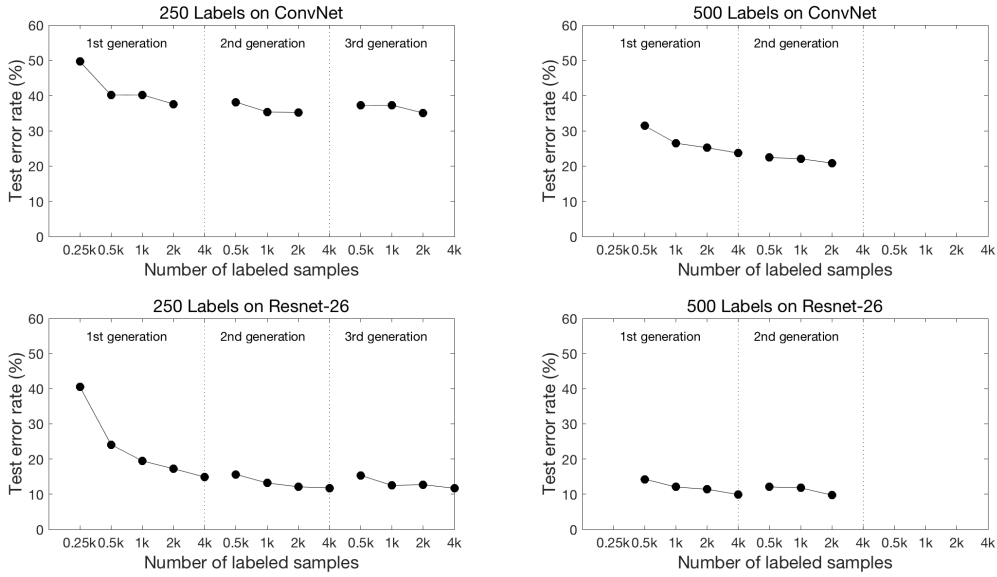 250 Labels on ConvNet
Test error rate (%)
60
50
40
30
20
10
0
1st generation 2nd generation 3rd generation
0.25k 0.5k 1k 2k 4k 0.5k 1k 2k 4k 0.5k 1k 2k 4k
Number of labeled samples
500 Labels on ConvNet
Test error rate (%)
60
50
40
30
20
10
0
1st generation 2nd generation
0.25k 0.5k 1k 2k 4k 0.5k 1k 2k 4k 0.5k 1k 2k 4k
Number of labeled samples
250 Labels on Resnet-26
Test error rate (%)
60
50
40
30
20
10
0
1st generation 2nd generation 3rd generation
0.25k 0.5k 1k 2k 4k 0.5k 1k 2k 4k 0.5k 1k 2k 4k
Number of labeled samples
500 Labels on Resnet-26
Test error rate (%)
60
50
40
30
20
10
0
1st generation 2nd generation
0.25k 0.5k 1k 2k 4k 0.5k 1k 2k 4k 0.5k 1k 2k 4k
Number of labeled samples